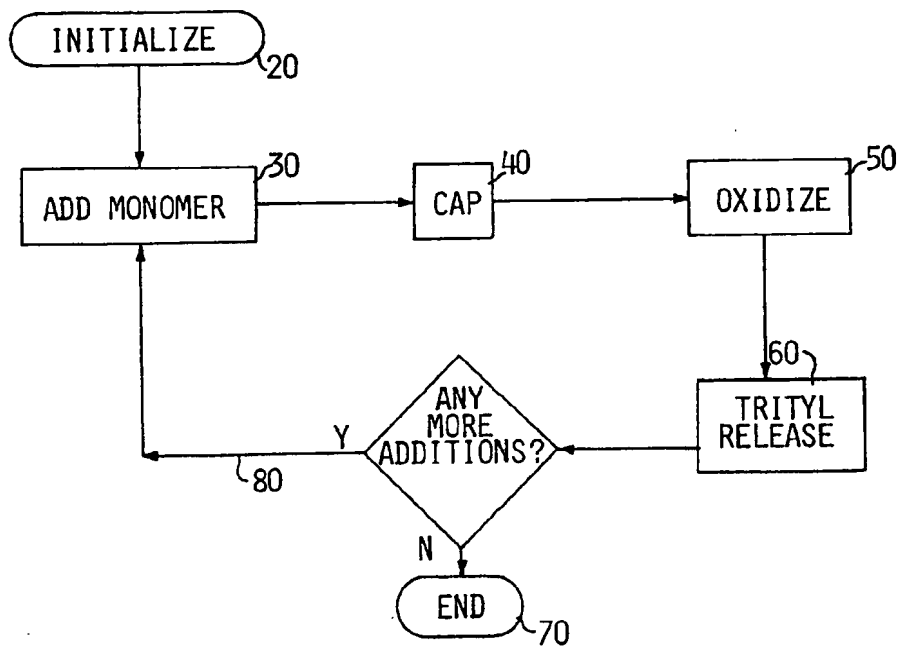 INITIALIZE
20
ADD MONOMER
30
CAP
40
OXIDIZE
50
60
TRITYL
RELEASE
ANY
MORE
ADDITIONS?
Y
80
N
END
70